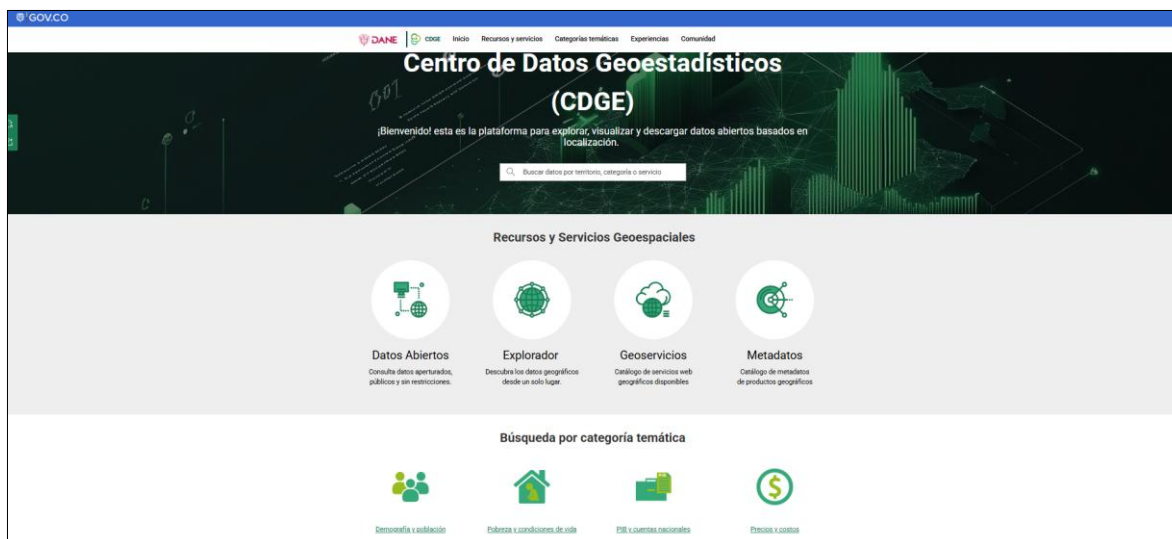 GOV.CO
DANE CDGE Inicio Recursos y servicios Categorías temáticas Experiencias Comunidad
Centro de Datos Geoestadísticos
(CDGE)
¡Bienvenido! esta es la plataforma para explorar, visualizar y descargar datos abiertos basados en
localización.
Buscar datos por territorio, categoría o servicio
Recursos y Servicios Geoespaciales
Datos Abiertos
Consulta datos aperturados,
públicos y sin restricciones.
Explorador
Descubra los datos geográficos
desde un solo lugar.
Geoservicios
Catálogo de servicios web
geográficos disponibles
Metadatos
Catálogo de metadatos
de productos geográficos
Búsqueda por categoría temática
Demografía y población
Pobreza y condiciones de vida
PIB y cuentas nacionales
Precios y costos